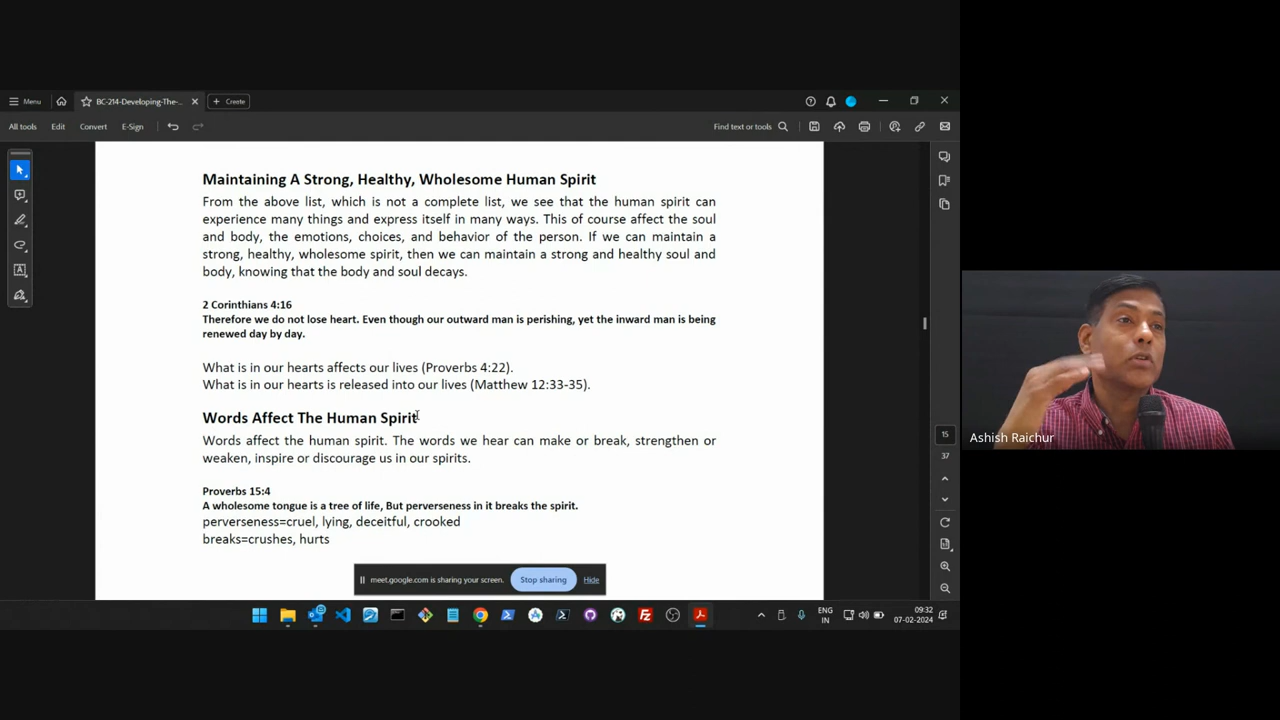 Menu
BC-214-Developing-The-...
Create
All tools
Edit
Convert
E-Sign
Find text or tools
Maintaining A Strong, Healthy, Wholesome Human Spirit
From the above list, which is not a complete list, we see that the human spirit can
experience many things and express itself in many ways. This of course affect the soul
and body, the emotions, choices, and behavior of the person. If we can maintain a
strong, healthy, wholesome spirit, then we can maintain a strong and healthy soul and
body, knowing that the body and soul decays.
2 Corinthians 4:16
Therefore we do not lose heart. Even though our outward man is perishing, yet the inward man is being
renewed day by day.
What is in our hearts affects our lives (Proverbs 4:22).
What is in our hearts is released into our lives (Matthew 12:33-35).
Words Affect The Human Spirit
Words affect the human spirit. The words we hear can make or break, strengthen or
weaken, inspire or discourage us in our spirits.
Proverbs 15:4
A wholesome tongue is a tree of life, But perverseness in it breaks the spirit.
perverseness=cruel, lying, deceitful, crooked
breaks=crushes, hurts
15
37
meet.google.com is sharing your screen.
Stop sharing
Hide
Ashish Raichur
ENG
IN
09:32
07-02-2024